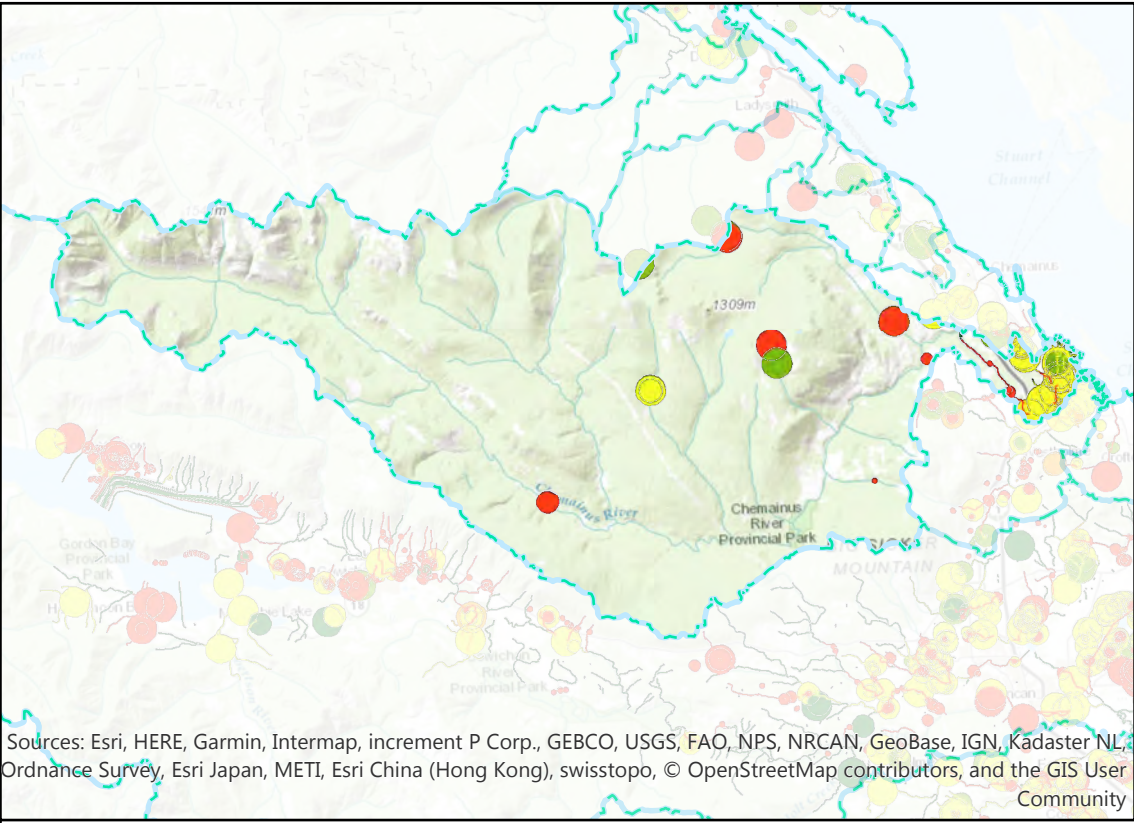 Creek
Ladysmith
Stuart
Channel
Chemainus
1309m
Chemainus River
Chemainus
River
Provincial Park
SICKER
MOUNTAIN
Gordon Bay
Provincial
Park
Cowichan
River
Provincial Park
Sources: Esri, HERE, Garmin, Intermap, increment P Corp., GEBCO, USGS, FAO, NPS, NRCAN, GeoBase, IGN, Kadaster NL,
Ordnance Survey, Esri Japan, METI, Esri China (Hong Kong), swisstopo, © OpenStreetMap contributors, and the GIS User
Community